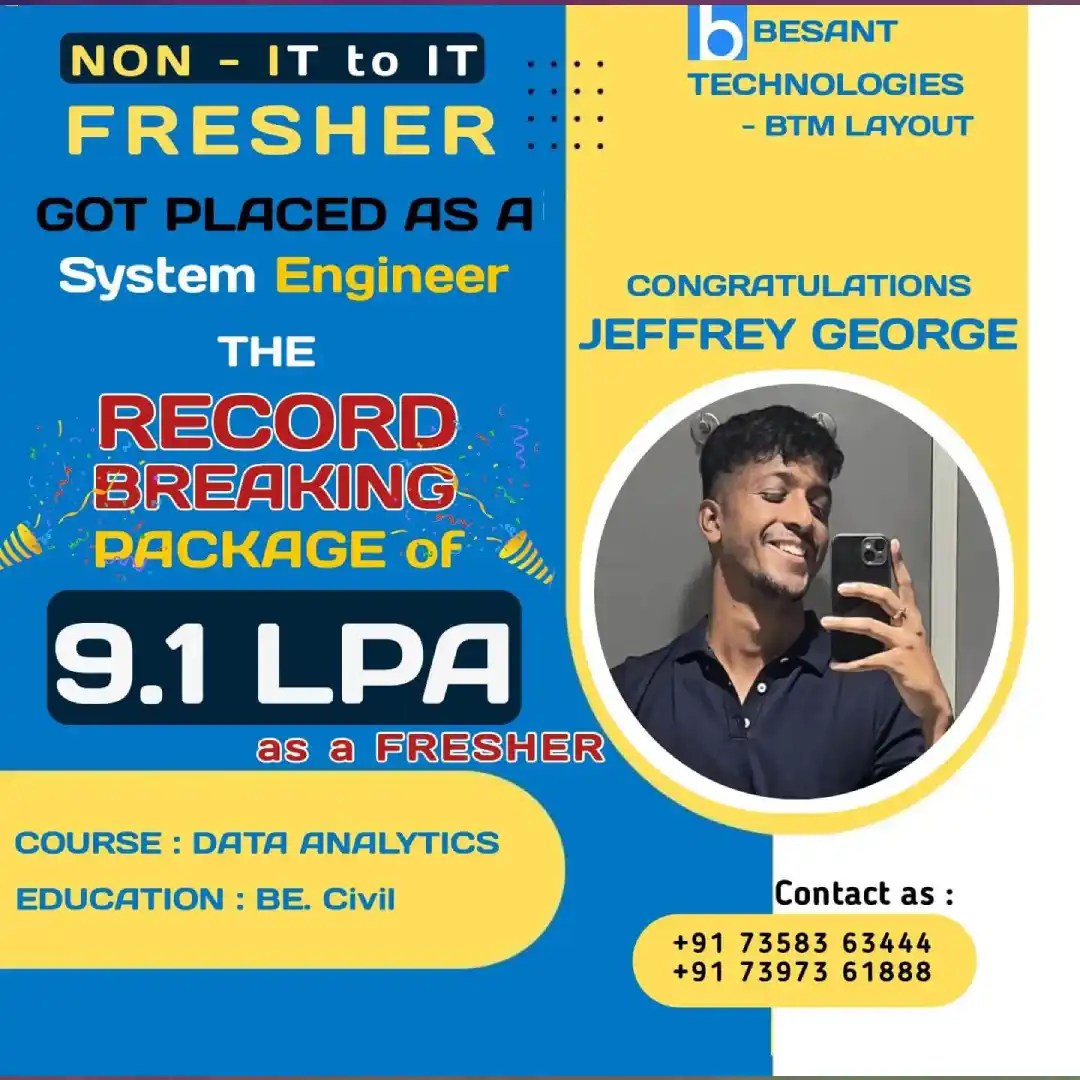 NON - IT to IT
FRESHER
GOT PLACED AS A
System Engineer
THE
RECORD
BREAKING
PACKAGE of
9.1 LPA
as a FRESHER
COURSE : DATA ANALYTICS
EDUCATION : BE. Civil
b BESANT
TECHNOLOGIES
- BTM LAYOUT
CONGRATULATIONS
JEFFREY GEORGE
Contact as :
+91 73583 63444
+91 73973 61888